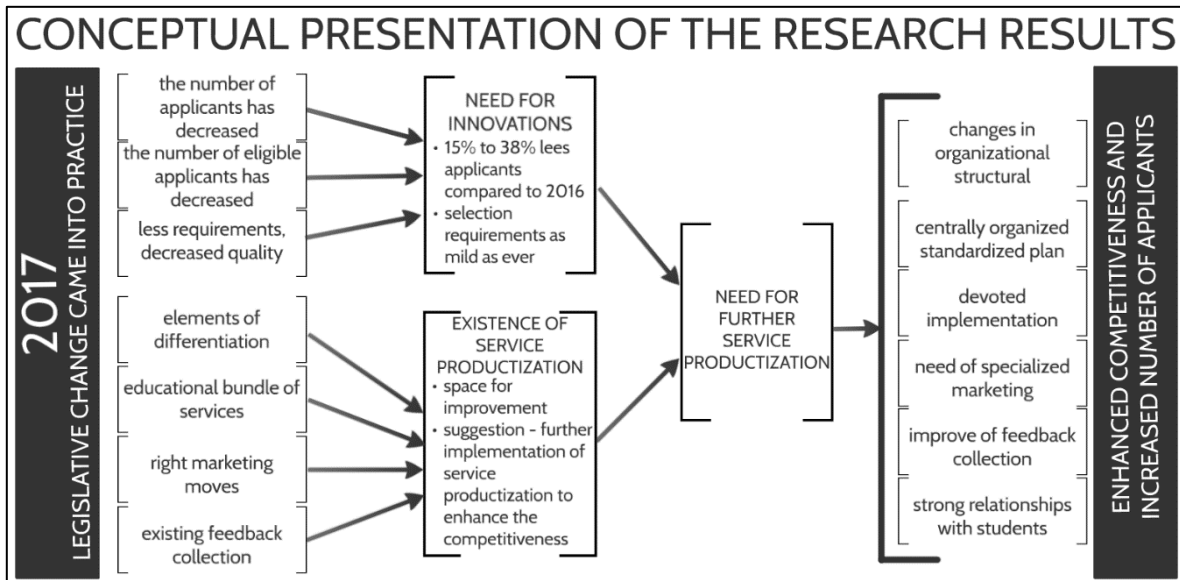 CONCEPTUAL PRESENTATION OF THE RESEARCH RESULTS
2017
LEGISLATIVE CHANGE CAME INTO PRACTICE
the number of
applicants has
decreased
the number of eligible
applicants has
decreased
less requirements,
decreased quality
elements of
differentiation
educational bundle of
services
right marketing
moves
existing feedback
collection
NEED FOR
INNOVATIONS
• 15% to 38% lees
applicants
compared to 2016
• selection
requirements as
mild as ever
EXISTENCE OF
SERVICE
PRODUCTIZATION
• space for
improvement
• suggestion - further
implementation of
service
productization to
enhance the
competitiveness
NEED FOR
FURTHER
SERVICE
PRODUCTIZATION
changes in
organizational
structural
centrally organized
standardized plan
devoted
implementation
need of specialized
marketing
improve of feedback
collection
strong relationships
with students
ENHANCED COMPETITIVENESS AND
INCREASED NUMBER OF APPLICANTS